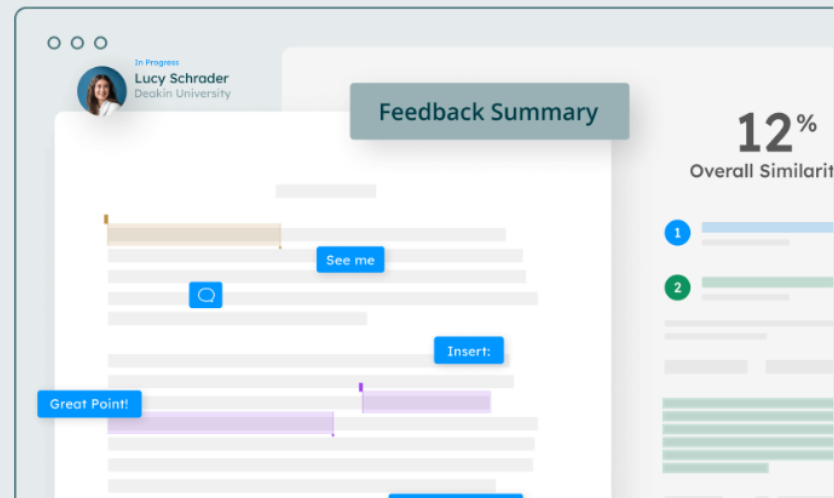 In Progress
Lucy Schrader
Deakin University
Feedback Summary
12%
Overall Similarit
1
2
See me
Insert:
Great Point!